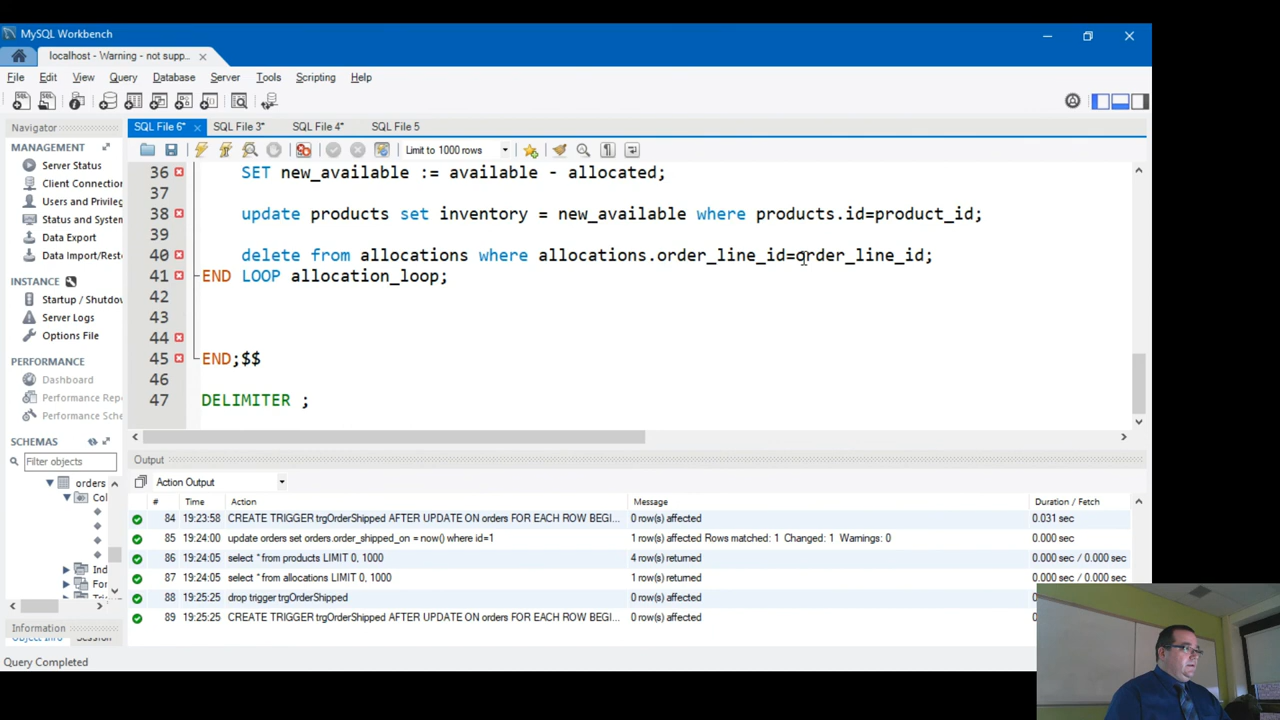 MySQL Workbench
localhost - Warning - not supp..
File Edit View Query Database Server Tools Scripting Help
Navigator
SQL File 6* SQL File 3* SQL File 4* SQL File 5
MANAGEMENT
Server Status
Client Connection
Users and Privileg
Status and System
Data Export
Data Import/Resto
INSTANCE
Startup / Shutdow
Server Logs
Options File
PERFORMANCE
Dashboard
Performance Repo
Performance Sche
SCHEMAS
Filter objects
orders
Col
Ind
For
Information
Query Completed
Limit to 1000 rows
36 SET new_available := available - allocated;
37
38 update products set inventory = new_available where products.id=product_id;
39
40 delete from allocations where allocations.order_line_id=order_line_id;
41 END LOOP allocation_loop;
42
43
44
45 END;$$
46
47 DELIMITER ;
Output
Action Output
# Time Action Message Duration / Fetch
84 19:23:58 CREATE TRIGGER trgOrderShipped AFTER UPDATE ON orders FOR EACH ROW BEGI... 0 row(s) affected 0.031 sec
85 19:24:00 update orders set orders.order_shipped_on = now() where id=1 1 row(s) affected Rows matched: 1 Changed: 1 Warnings: 0 0.000 sec
86 19:24:05 select * from products LIMIT 0, 1000 4 row(s) returned 0.000 sec / 0.000 sec
87 19:24:05 select * from allocations LIMIT 0, 1000 1 row(s) returned 0.000 sec / 0.000 sec
88 19:25:25 drop trigger trgOrderShipped 0 row(s) affected
89 19:25:25 CREATE TRIGGER trgOrderShipped AFTER UPDATE ON orders FOR EACH ROW BEGI... 0 row(s) affected